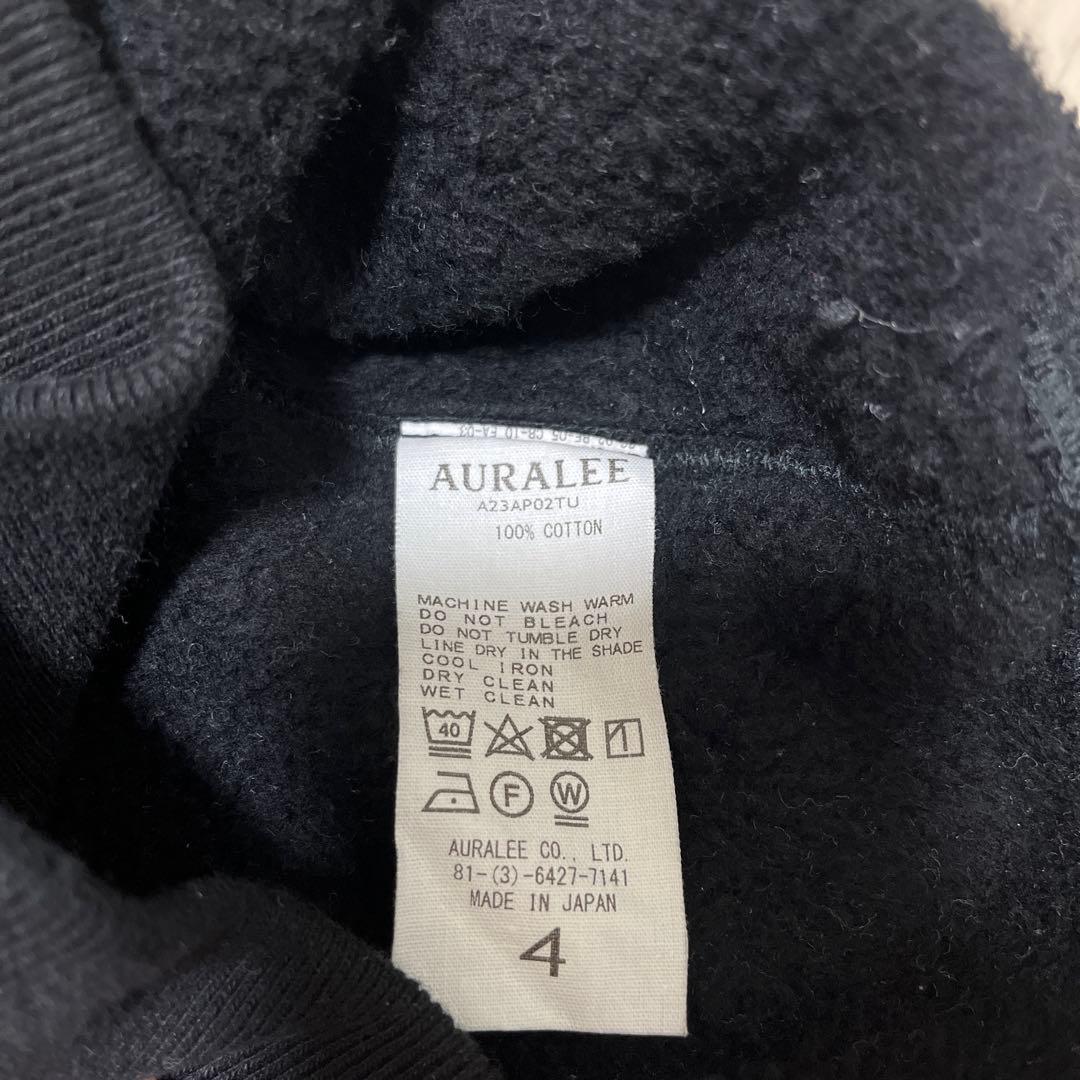 AURALEE
A23AP02TU
100% COTTON
MACHINE WASH WARM
DO NOT BLEACH
DO NOT TUMBLE DRY
LINE DRY IN THE SHADE
COOL IRON
DRY CLEAN
WET CLEAN
40
F W
AURALEE CO., LTD.
81-(3)-6427-7141
MADE IN JAPAN
4